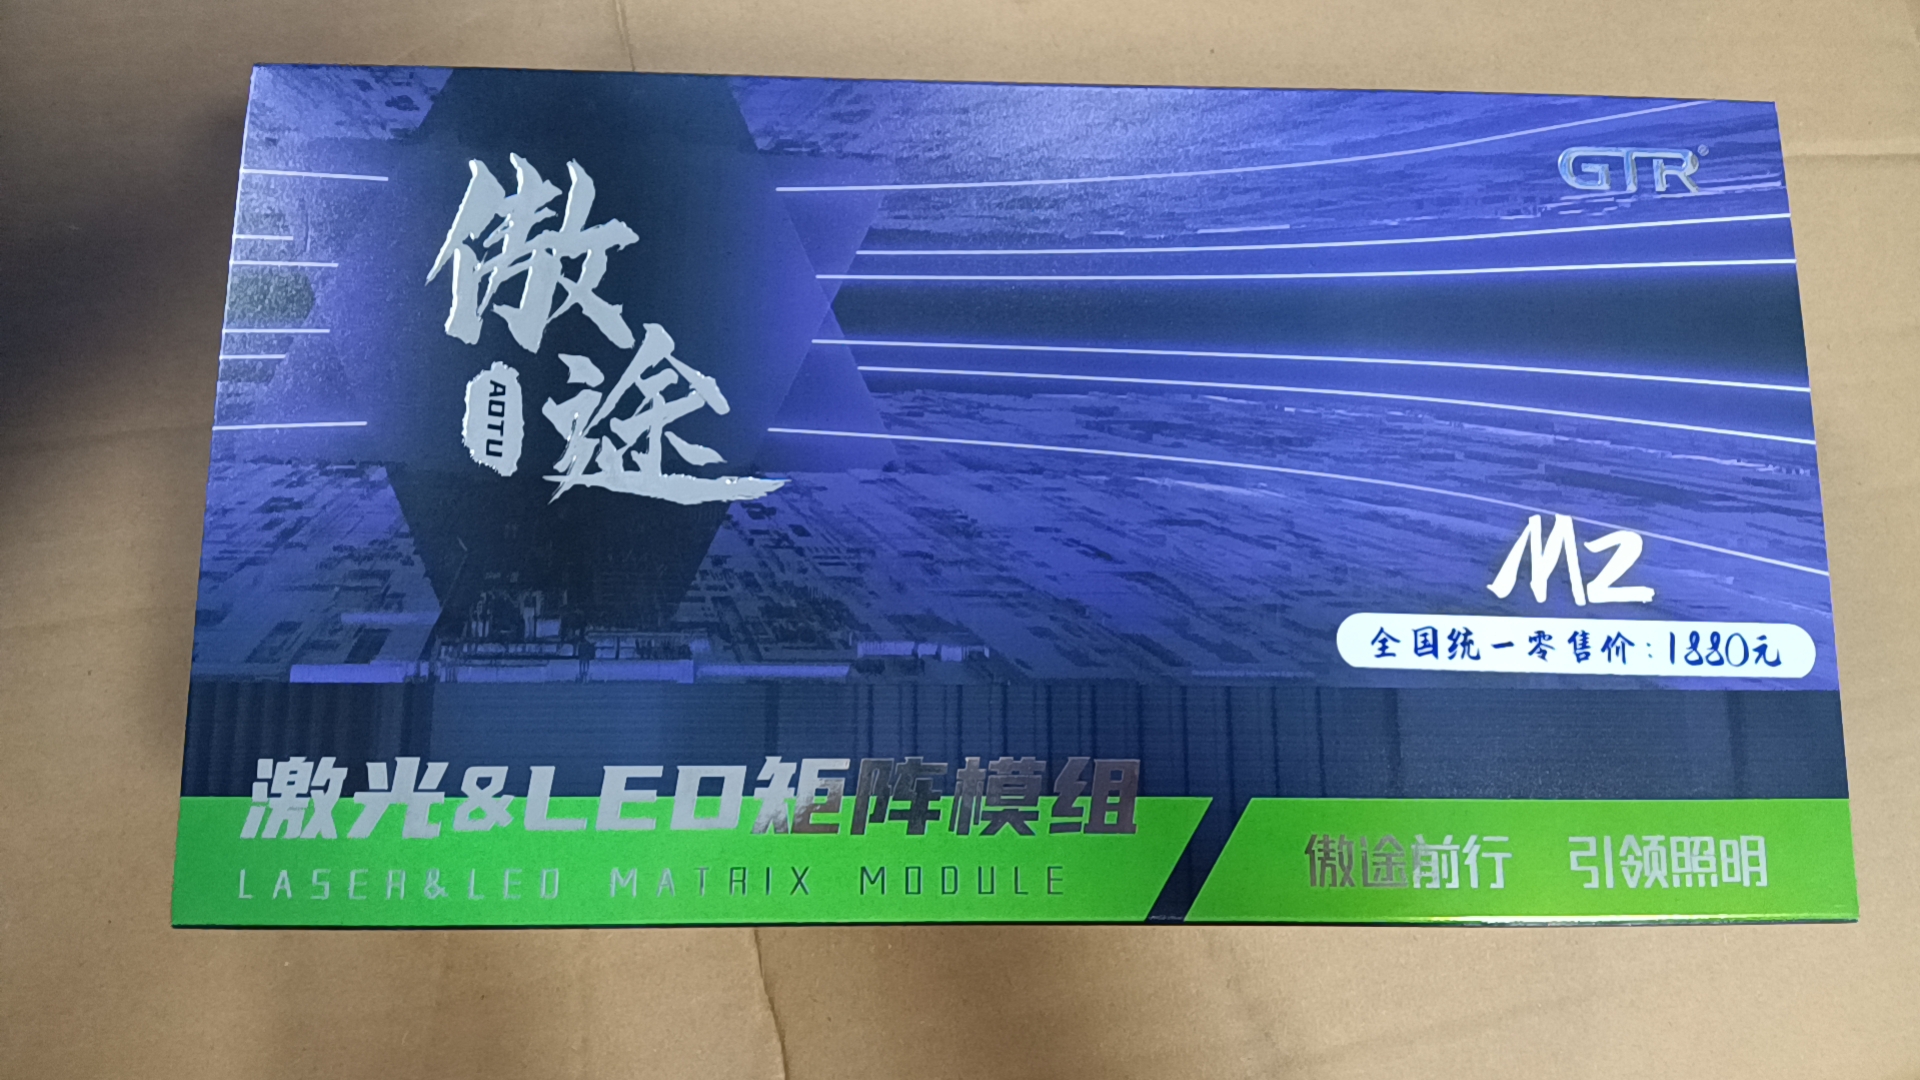 GTR®
傲途
AOTU
M2
全国统一零售价:1880元
激光&LED矩阵模组
LASER&LED MATRIX MODULE
傲途前行 引领照明